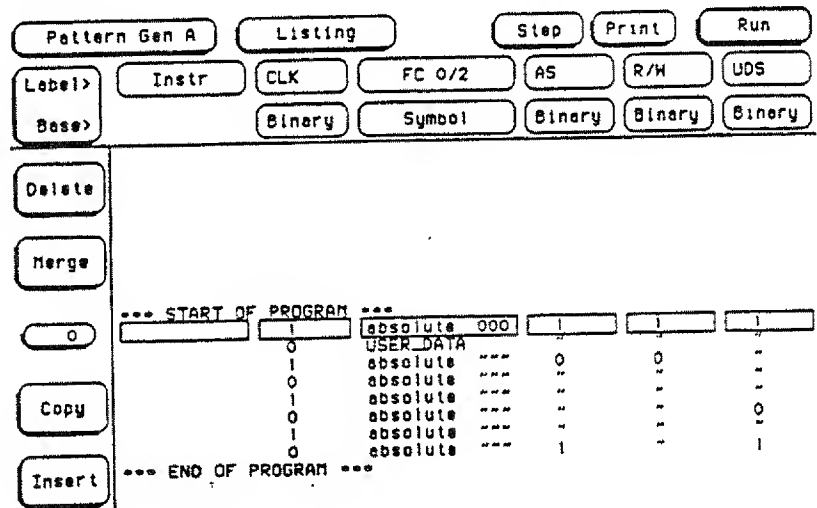 Pattern Gen A Listing Step Print Run
Label> Instr CLK FC 0/2 AS R/W UDS
Base> Binary Symbol Binary Binary Binary
Delete
Merge
*** START OF PROGRAM ***
0 1 absolute 000 1 1 1
0 USER_DATA " " "
1 absolute """ 0 0 "
0 absolute """ " " "
1 absolute """ " " "
Copy 0 absolute """ " " 0
1 absolute """ " " "
0 absolute """ 1 " 1
Insert *** END OF PROGRAM ***